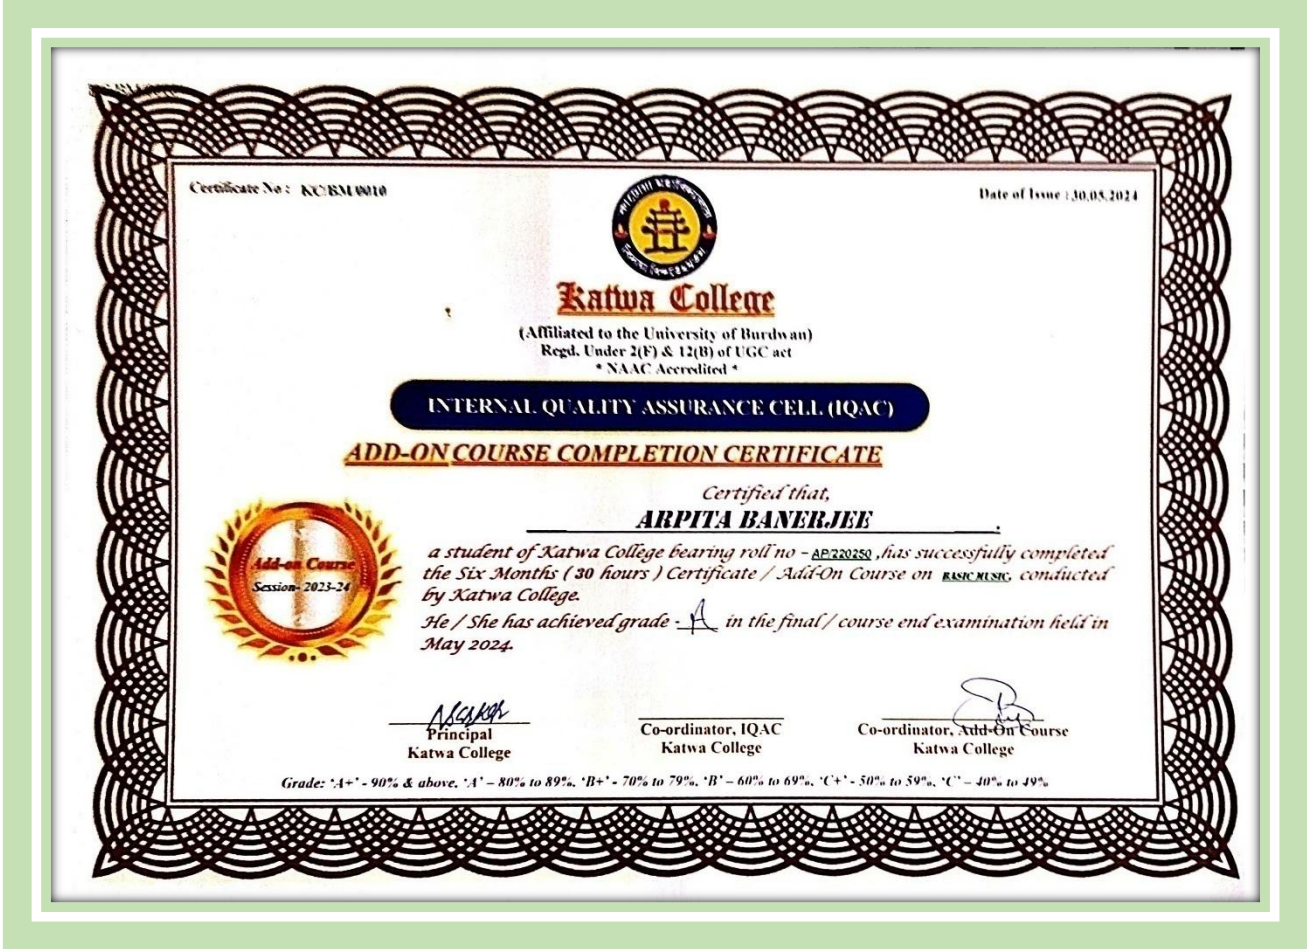 Certificate No : KC/BM/0010
Date of Issue : 30.05.2024
Katwa College
(Affiliated to the University of Burdwan)
Regd. Under 2(F) & 12(B) of UGC act
* NAAC Accredited *
INTERNAL QUALITY ASSURANCE CELL (IQAC)
ADD-ON COURSE COMPLETION CERTIFICATE
Certified that,
ARPITA BANERJEE .
Add-on Course
Session- 2023-24
a student of Katwa College bearing roll no - AP/220250 ,has successfully completed
the Six Months ( 30 hours ) Certificate / Add-On Course on BASIC MUSIC, conducted
by Katwa College.
He / She has achieved grade - A in the final / course end examination held in
May 2024.
Principal
Katwa College
Co-ordinator, IQAC
Katwa College
Co-ordinator, Add-On Course
Katwa College
Grade: 'A+' - 90% & above, 'A' – 80% to 89%, 'B+' - 70% to 79%, 'B' – 60% to 69%, 'C+' - 50% to 59%, 'C' – 40% to 49%